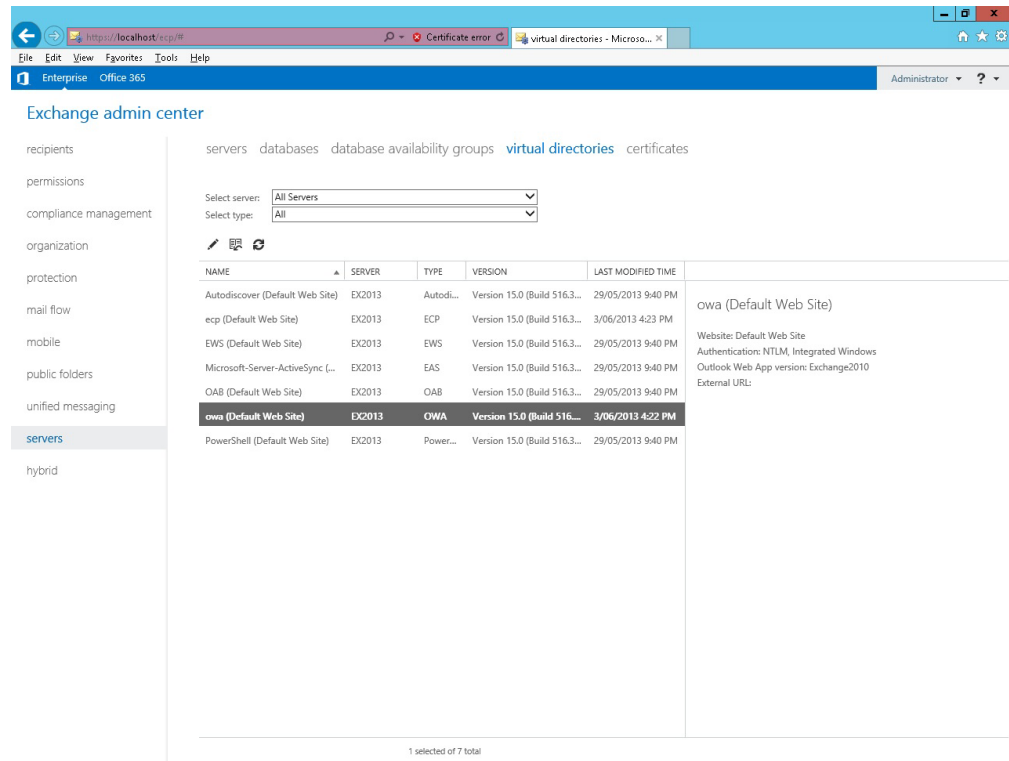 https://localhost/ecp/#
Certificate error
virtual directories - Microso...
File Edit View Favorites Tools Help
Enterprise Office 365
Administrator ?
Exchange admin center
recipients
permissions
compliance management
organization
protection
mail flow
mobile
public folders
unified messaging
servers
hybrid
servers databases database availability groups virtual directories certificates
Select server: All Servers
Select type: All
NAME SERVER TYPE VERSION LAST MODIFIED TIME
Autodiscover (Default Web Site) EX2013 Autodi... Version 15.0 (Build 516.3... 29/05/2013 9:40 PM
ecp (Default Web Site) EX2013 ECP Version 15.0 (Build 516.3... 3/06/2013 4:23 PM
EWS (Default Web Site) EX2013 EWS Version 15.0 (Build 516.3... 29/05/2013 9:40 PM
Microsoft-Server-ActiveSync (... EX2013 EAS Version 15.0 (Build 516.3... 29/05/2013 9:40 PM
OAB (Default Web Site) EX2013 OAB Version 15.0 (Build 516.3... 29/05/2013 9:40 PM
owa (Default Web Site) EX2013 OWA Version 15.0 (Build 516.... 3/06/2013 4:22 PM
PowerShell (Default Web Site) EX2013 Power... Version 15.0 (Build 516.3... 29/05/2013 9:40 PM
owa (Default Web Site)
Website: Default Web Site
Authentication: NTLM, Integrated Windows
Outlook Web App version: Exchange2010
External URL:
1 selected of 7 total